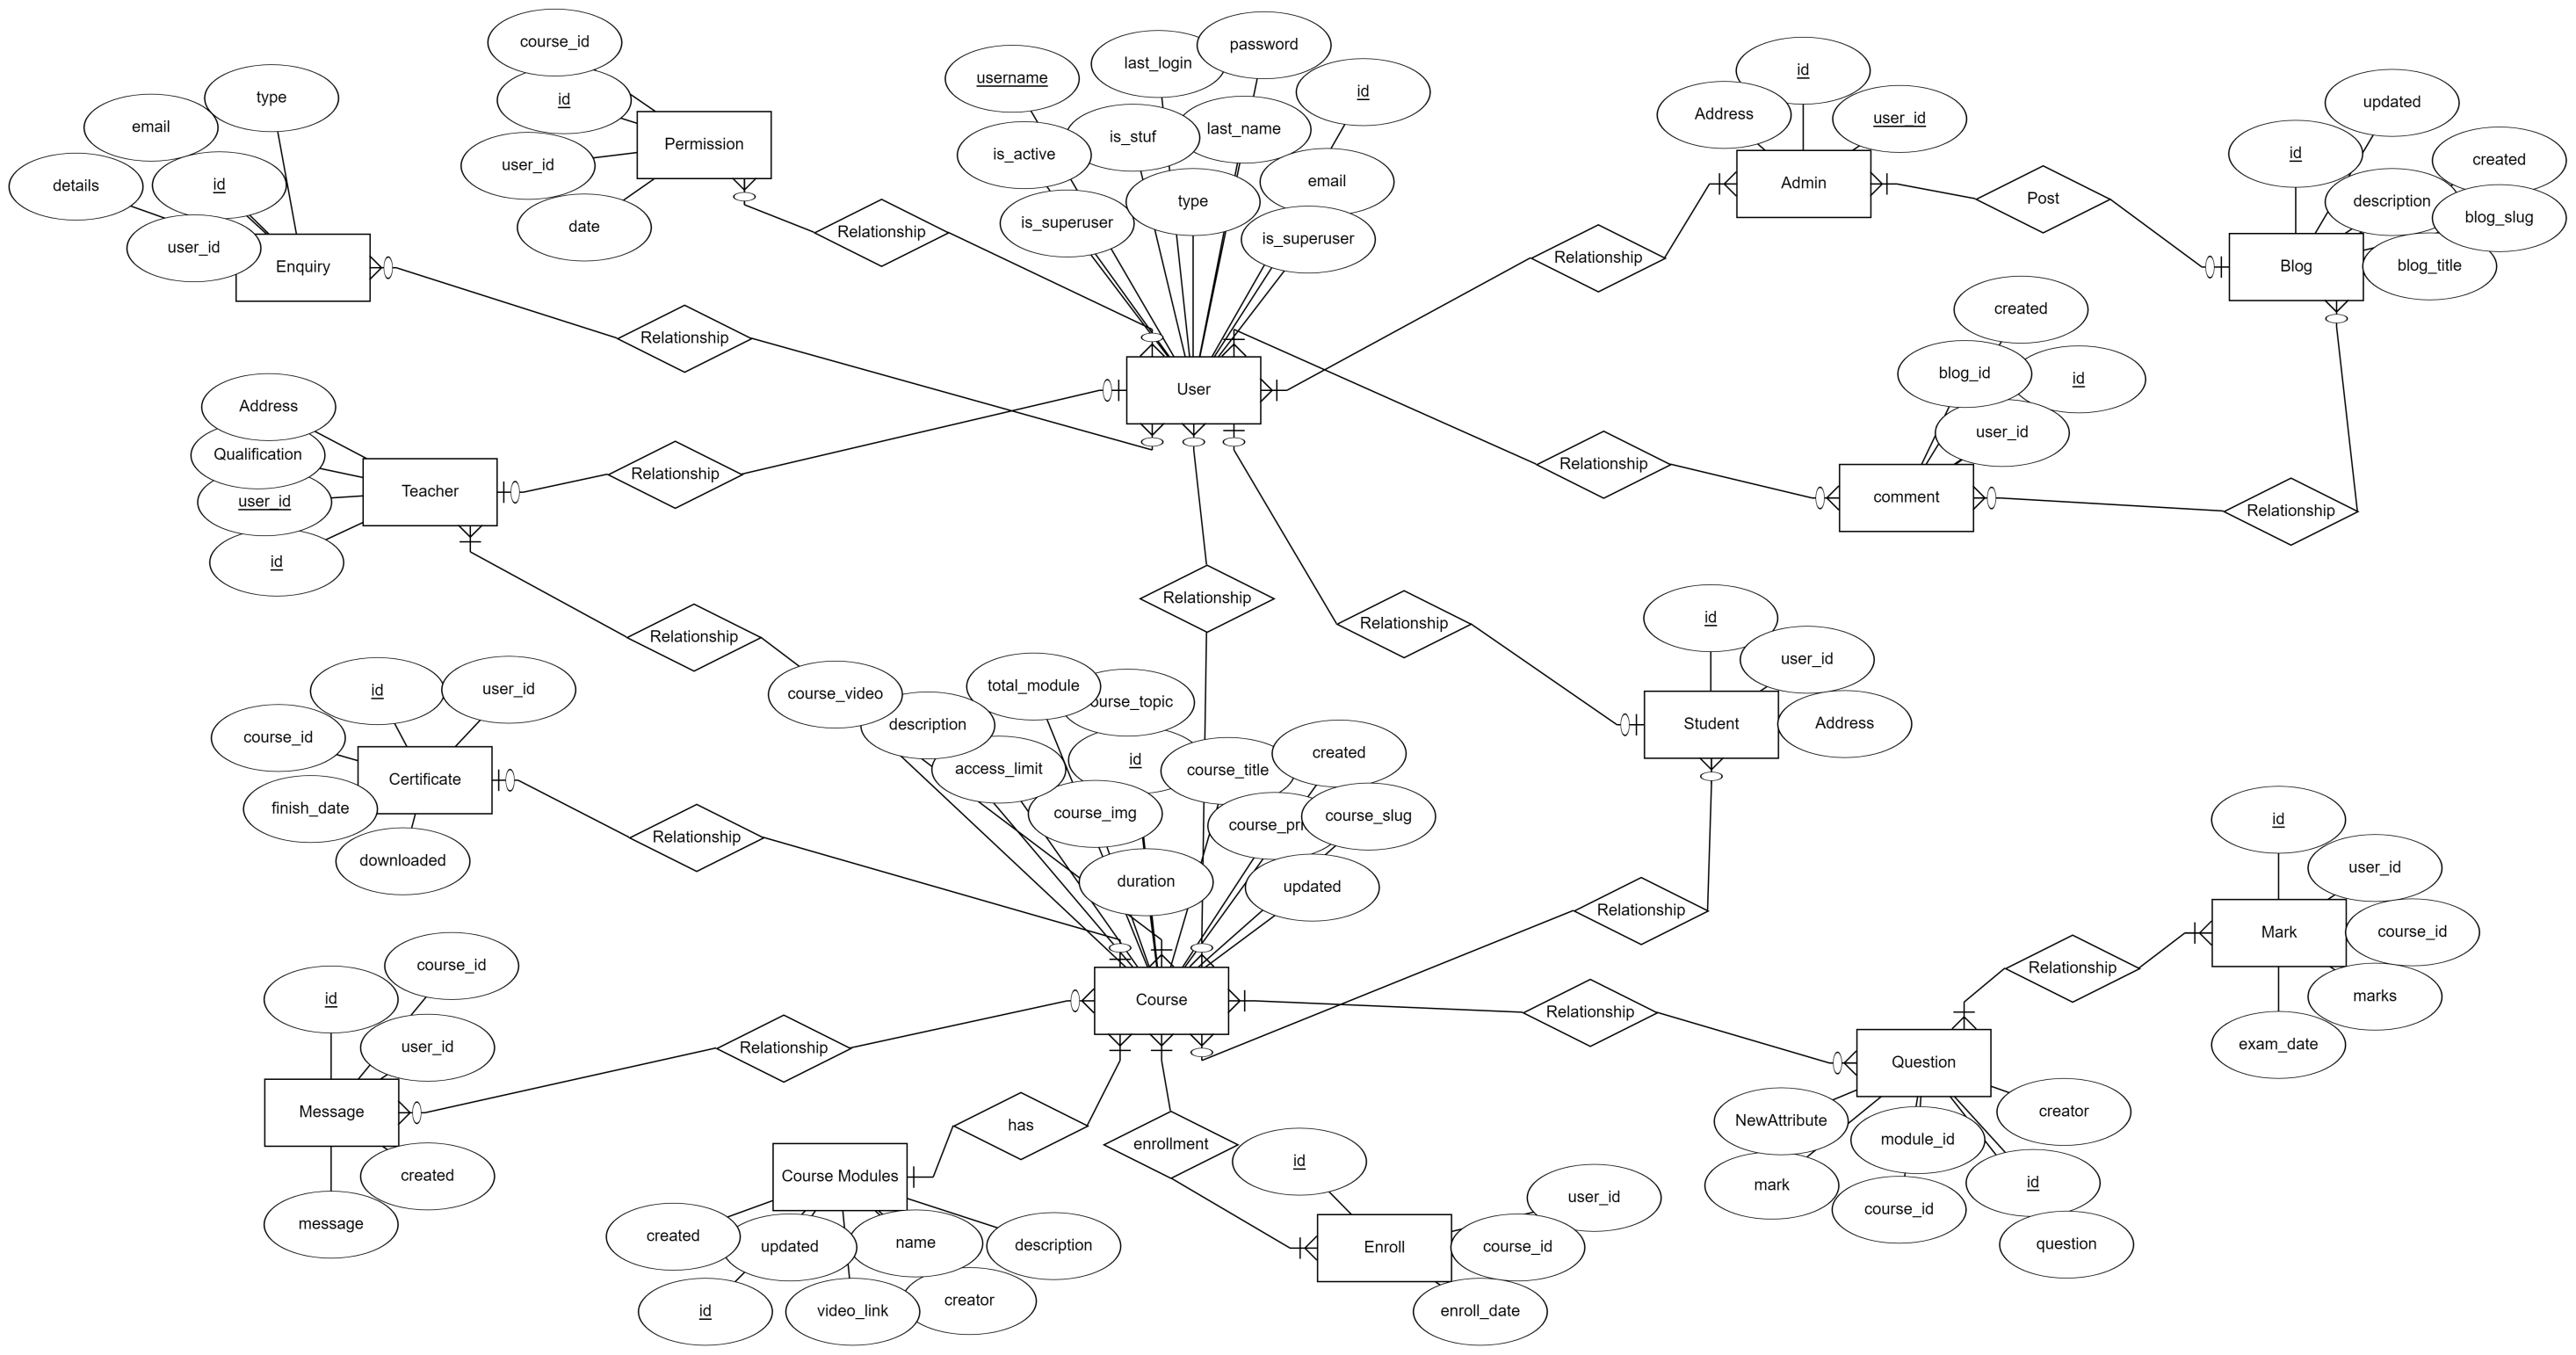 course_id
id
Permission
user_id
date
type
email
id
details
user_id
Enquiry
Relationship
Relationship
username
last_login
password
id
is_stuf
last_name
is_active
email
type
is_superuser
is_superuser
User
id
Address
user_id
Admin
Relationship
Post
updated
id
created
description
blog_slug
Blog
blog_title
created
blog_id
id
user_id
comment
Relationship
Relationship
Address
Qualification
Teacher
user_id
id
Relationship
Relationship
Relationship
Relationship
id
user_id
Student
Address
id
user_id
course_id
Certificate
finish_date
downloaded
Relationship
course_video
description
total_module
access_limit
id
course_title
created
course_img
course_slug
duration
updated
Course
Relationship
Relationship
id
user_id
Mark
course_id
marks
exam_date
Relationship
course_id
id
user_id
Message
created
message
Relationship
has
enrollment
Course Modules
created
updated
name
description
id
video_link
creator
id
user_id
Enroll
course_id
enroll_date
Question
NewAttribute
module_id
creator
mark
course_id
id
question